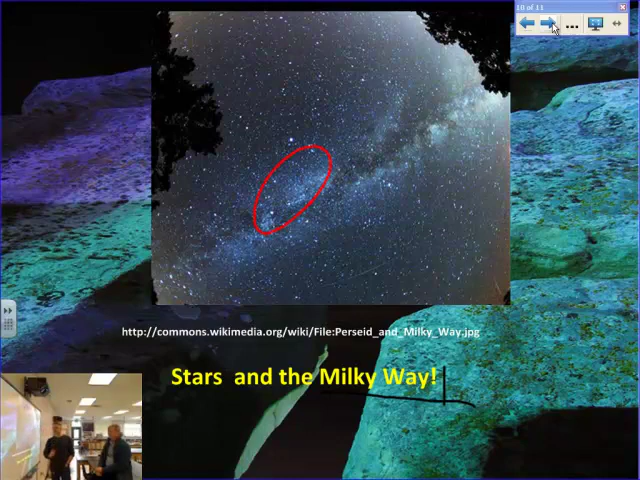 10 of 11
...
http://commons.wikimedia.org/wiki/File:Perseid_and_Milky_Way.jpg
Stars and the Milky Way!